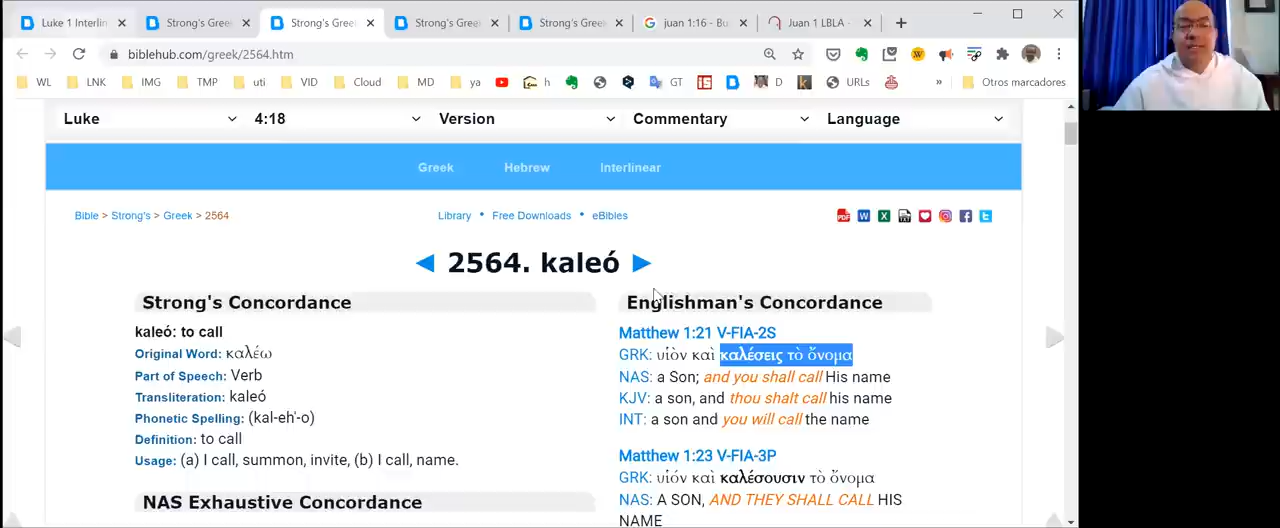 Luke 1 Interlin
Strong's Greek
Strong's Greek
Strong's Greek
Strong's Greek
juan 1:16 - Bu
Juan 1 LBLA -
biblehub.com/greek/2564.htm
WL LNK IMG TMP uti VID Cloud MD ya h GT D URLs » Otros marcadores
Luke 4:18 Version Commentary Language
Greek Hebrew Interlinear
Bible > Strong's > Greek > 2564
Library • Free Downloads • eBibles
◄ 2564. kaleó ►
Strong's Concordance
kaleó: to call
Original Word: καλέω
Part of Speech: Verb
Transliteration: kaleó
Phonetic Spelling: (kal-eh'-o)
Definition: to call
Usage: (a) I call, summon, invite, (b) I call, name.
NAS Exhaustive Concordance
Englishman's Concordance
Matthew 1:21 V-FIA-2S
GRK: υἱὸν καὶ καλέσεις τὸ ὄνομα
NAS: a Son; and you shall call His name
KJV: a son, and thou shalt call his name
INT: a son and you will call the name
Matthew 1:23 V-FIA-3P
GRK: υἱόν καὶ καλέσουσιν τὸ ὄνομα
NAS: A SON, AND THEY SHALL CALL HIS
NAME